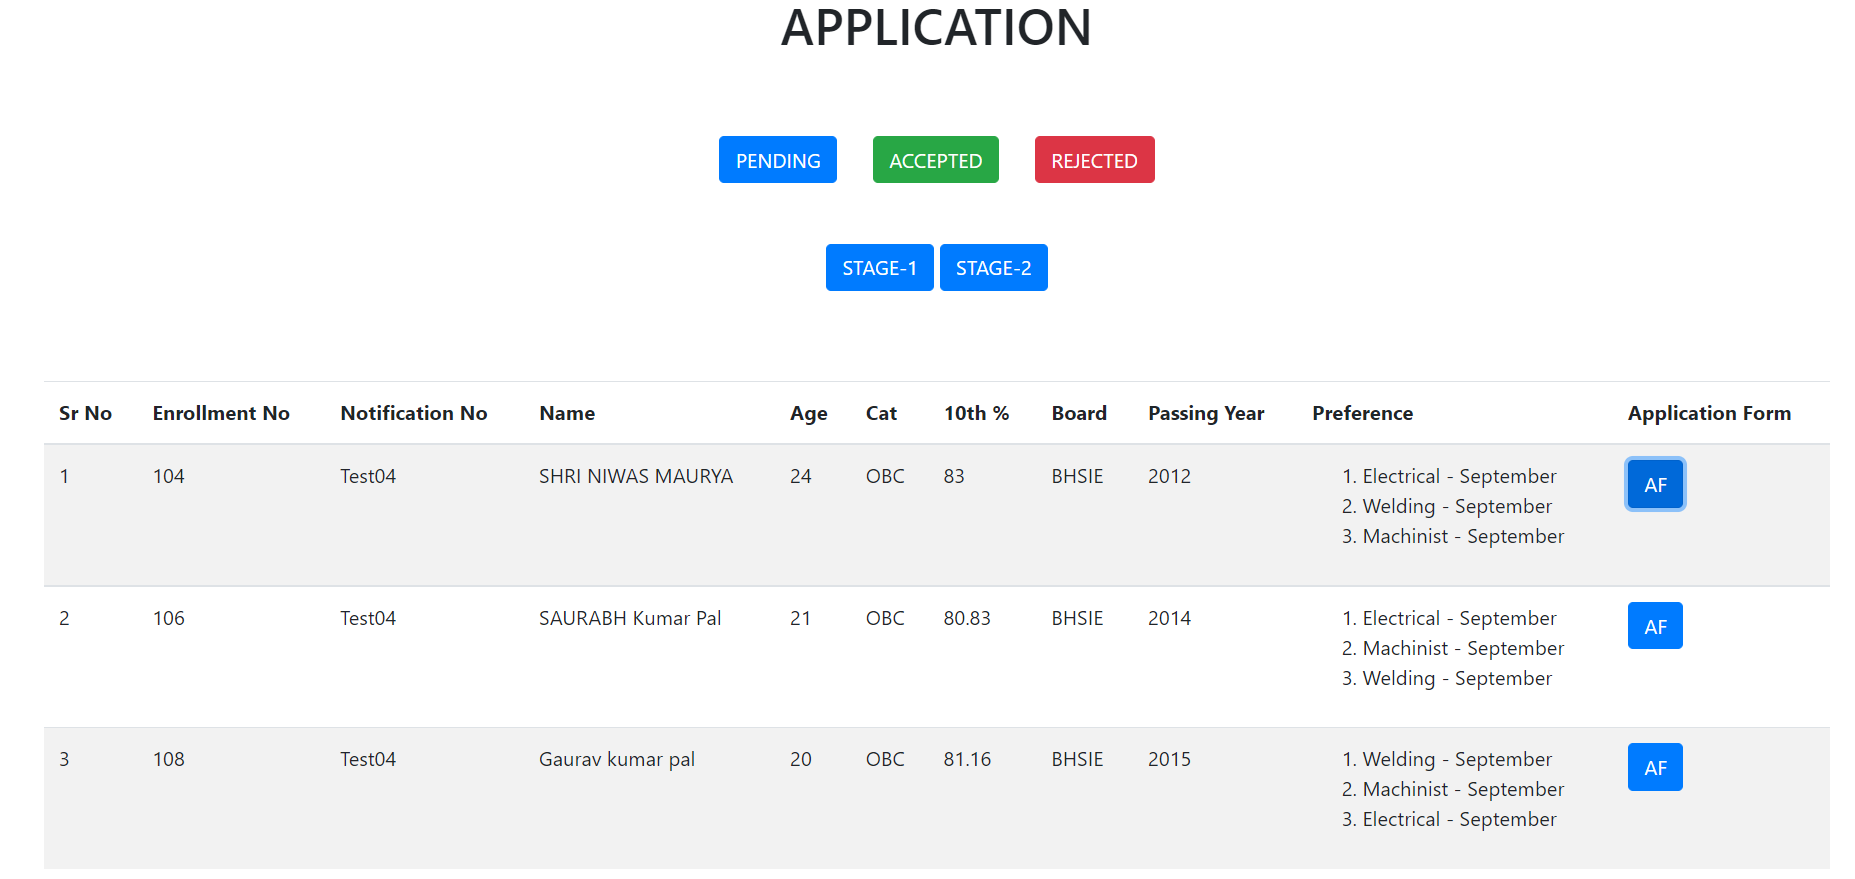 APPLICATION
PENDING ACCEPTED REJECTED
STAGE-1 STAGE-2
Sr No Enrollment No Notification No Name Age Cat 10th % Board Passing Year Preference Application Form
1 104 Test04 SHRI NIWAS MAURYA 24 OBC 83 BHSIE 2012 1. Electrical - September AF
2. Welding - September
3. Machinist - September
2 106 Test04 SAURABH Kumar Pal 21 OBC 80.83 BHSIE 2014 1. Electrical - September AF
2. Machinist - September
3. Welding - September
3 108 Test04 Gaurav kumar pal 20 OBC 81.16 BHSIE 2015 1. Welding - September AF
2. Machinist - September
3. Electrical - September